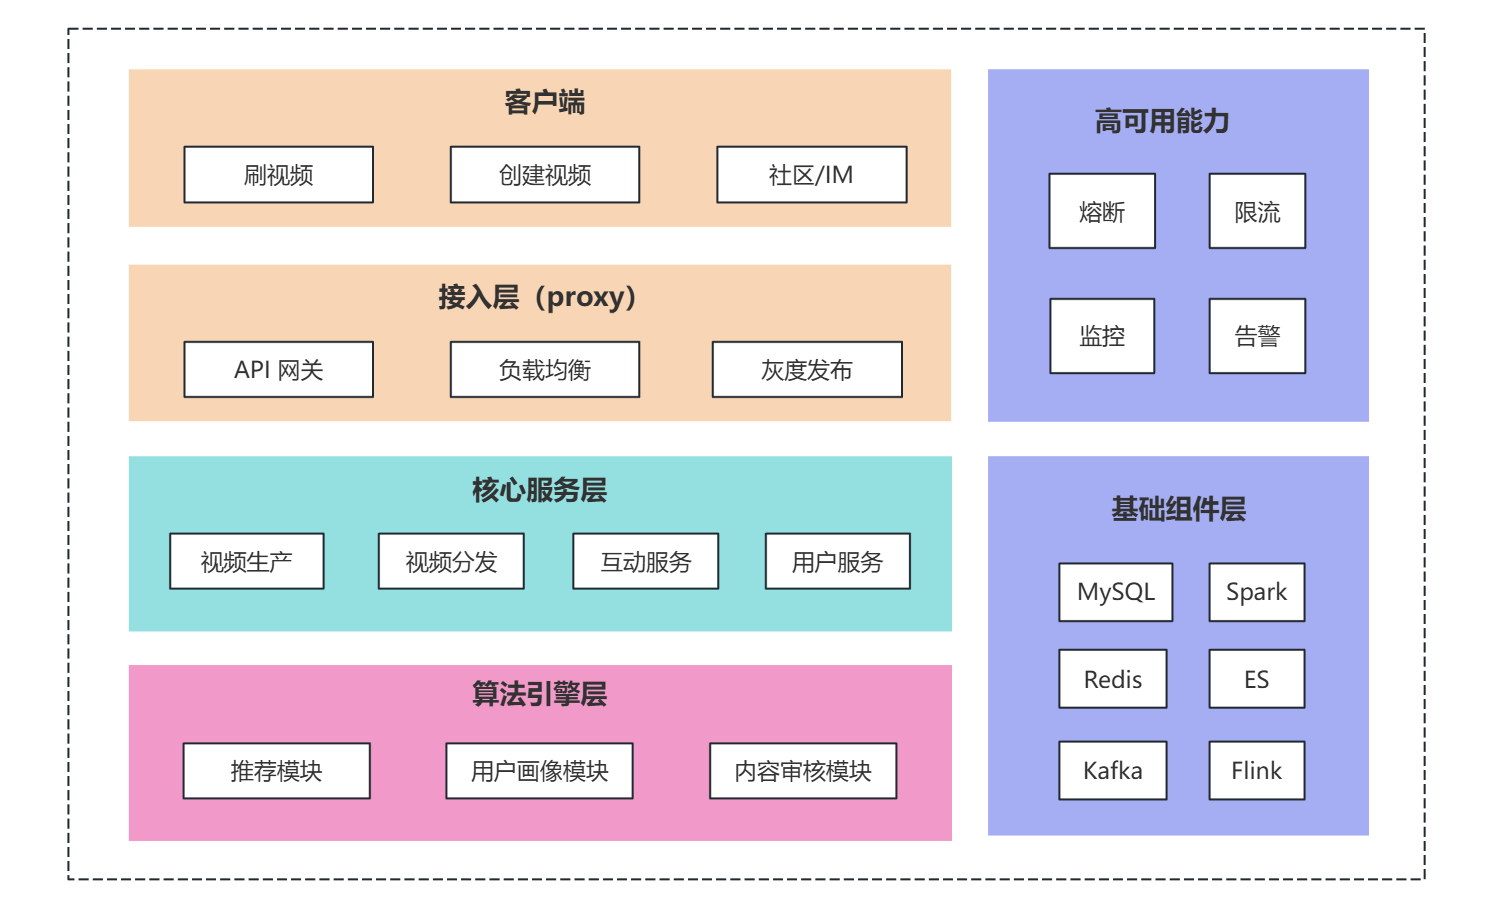 客户端
刷视频
创建视频
社区/IM
接入层（proxy）
API 网关
负载均衡
灰度发布
核心服务层
视频生产
视频分发
互动服务
用户服务
算法引擎层
推荐模块
用户画像模块
内容审核模块
高可用能力
熔断
限流
监控
告警
基础组件层
MySQL
Spark
Redis
ES
Kafka
Flink